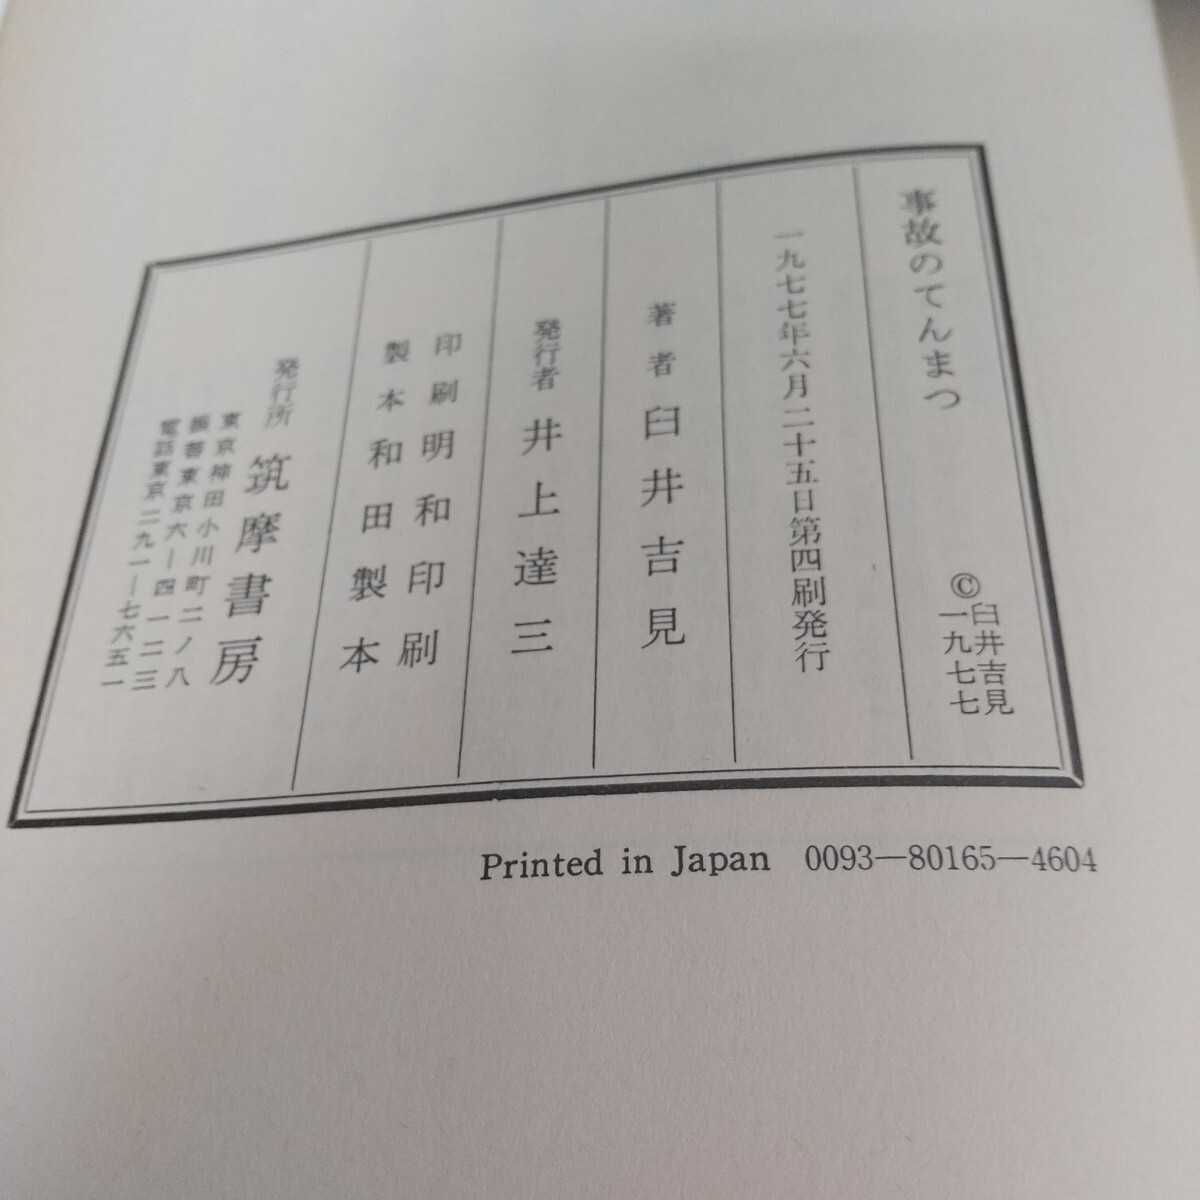 事故のてんまつ
©臼井吉見
一九七七
一九七七年六月二十五日第四刷発行
著者 臼井吉見
発行者 井上達三
印刷 明和印刷
製本 和田製本
発行所 筑摩書房
東京神田小川町二ノ八
振替東京六―四一二三
電話東京二九一―七六五一
Printed in Japan 0093―80165―4604